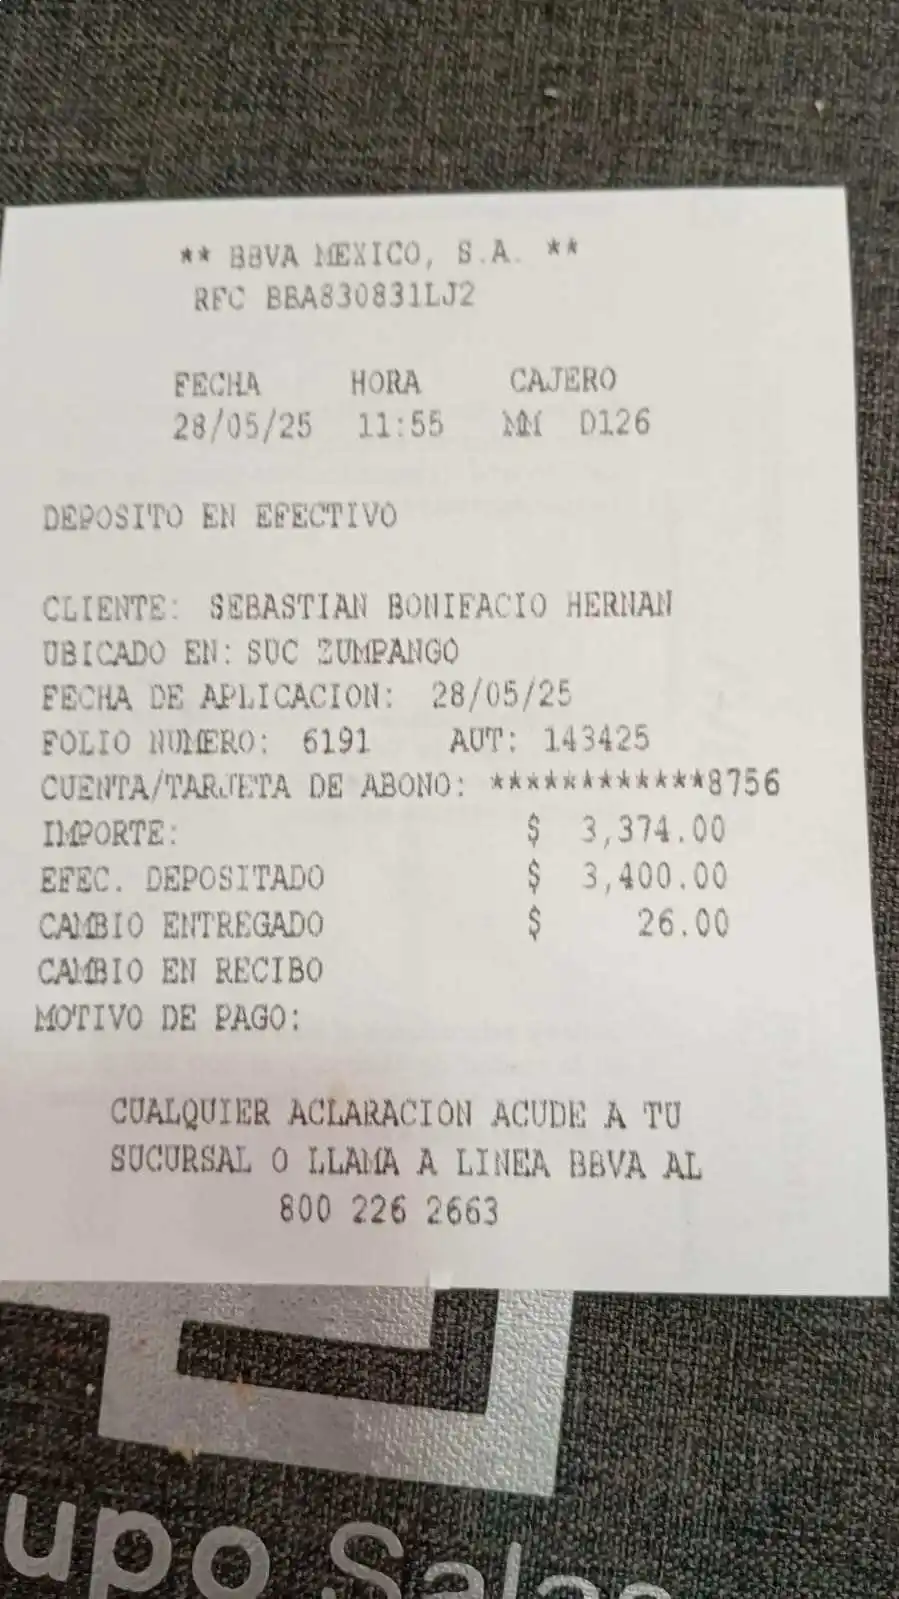 ** BBVA MEXICO, S.A. **
RFC BBA830831LJ2
FECHA HORA CAJERO
28/05/25 11:55 MM D126
DEPOSITO EN EFECTIVO
CLIENTE: SEBASTIAN BONIFACIO HERNAN
UBICADO EN: SUC ZUMPANGO
FECHA DE APLICACION: 28/05/25
FOLIO NUMERO: 6191 AUT: 143425
CUENTA/TARJETA DE ABONO: ************8756
IMPORTE: $ 3,374.00
EFEC. DEPOSITADO $ 3,400.00
CAMBIO ENTREGADO $ 26.00
CAMBIO EN RECIBO
MOTIVO DE PAGO:
CUALQUIER ACLARACION ACUDE A TU
SUCURSAL O LLAMA A LINEA BBVA AL
800 226 2663
upo Salas